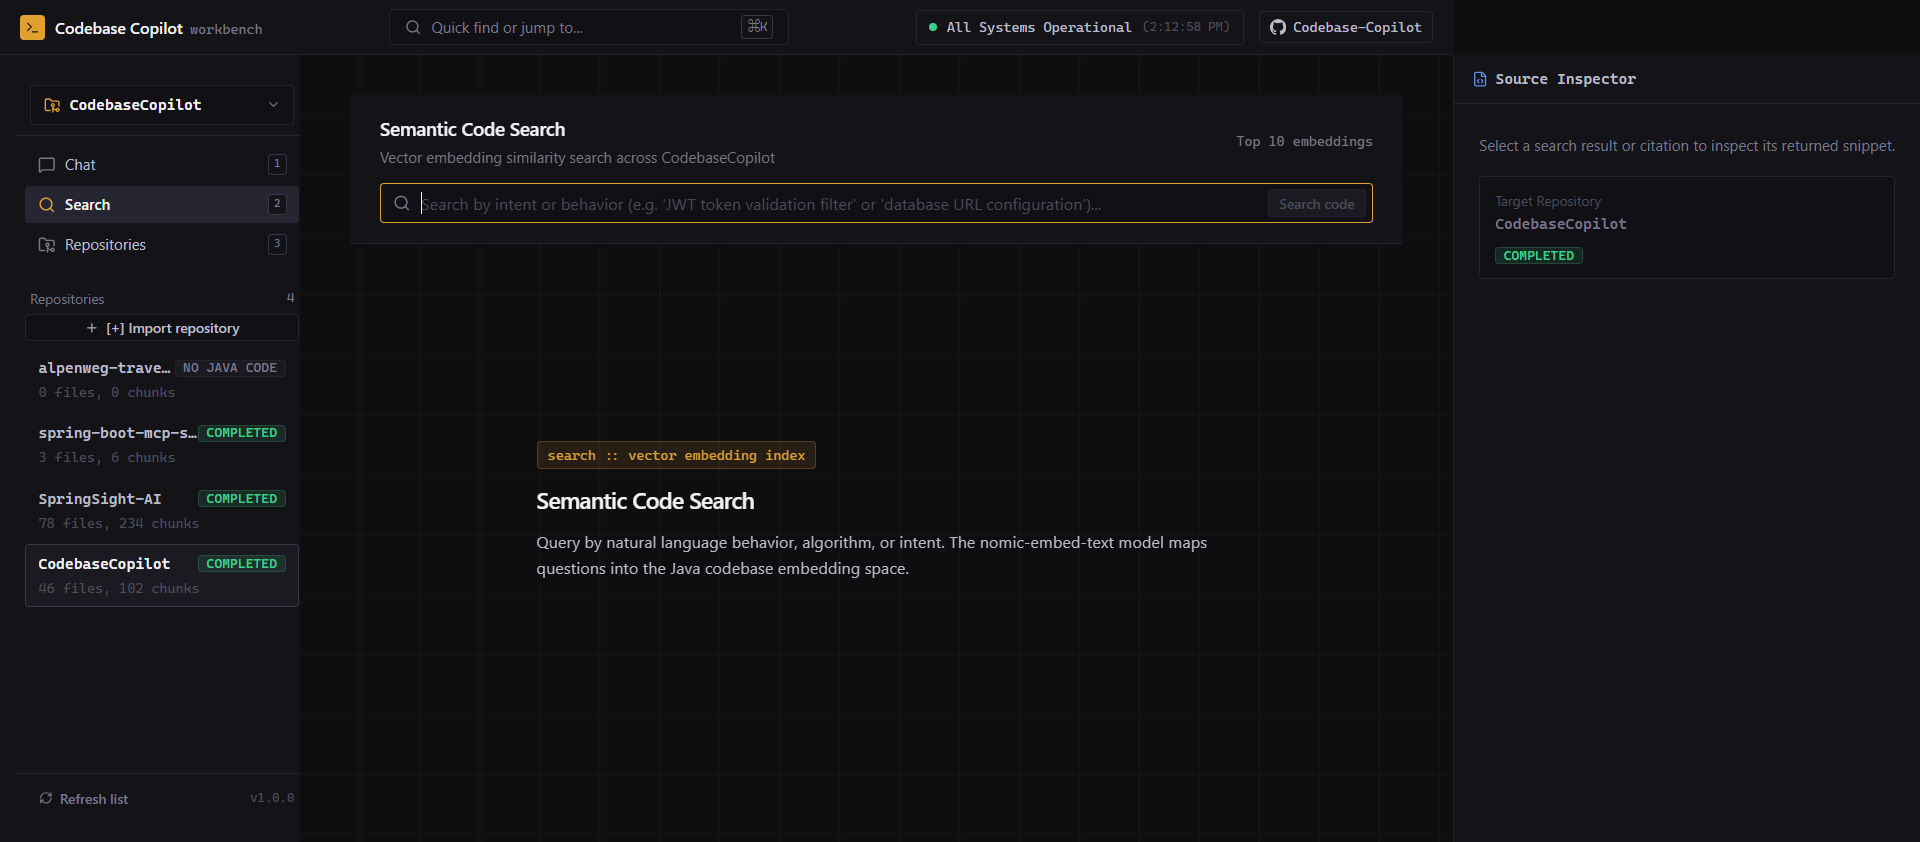 Codebase Copilot workbench
Quick find or jump to... ⌘K
All Systems Operational (2:12:58 PM)
Codebase-Copilot
CodebaseCopilot
Chat 1
Search 2
Repositories 3
Repositories 4
+ [+] Import repository
alpenweg-trave… NO JAVA CODE
0 files, 0 chunks
spring-boot-mcp-s… COMPLETED
3 files, 6 chunks
SpringSight-AI COMPLETED
78 files, 234 chunks
CodebaseCopilot COMPLETED
46 files, 102 chunks
Refresh list v1.0.0
Semantic Code Search
Vector embedding similarity search across CodebaseCopilot
Top 10 embeddings
Search by intent or behavior (e.g. 'JWT token validation filter' or 'database URL configuration')...
Search code
search :: vector embedding index
Semantic Code Search
Query by natural language behavior, algorithm, or intent. The nomic-embed-text model maps
questions into the Java codebase embedding space.
Source Inspector
Select a search result or citation to inspect its returned snippet.
Target Repository
CodebaseCopilot
COMPLETED